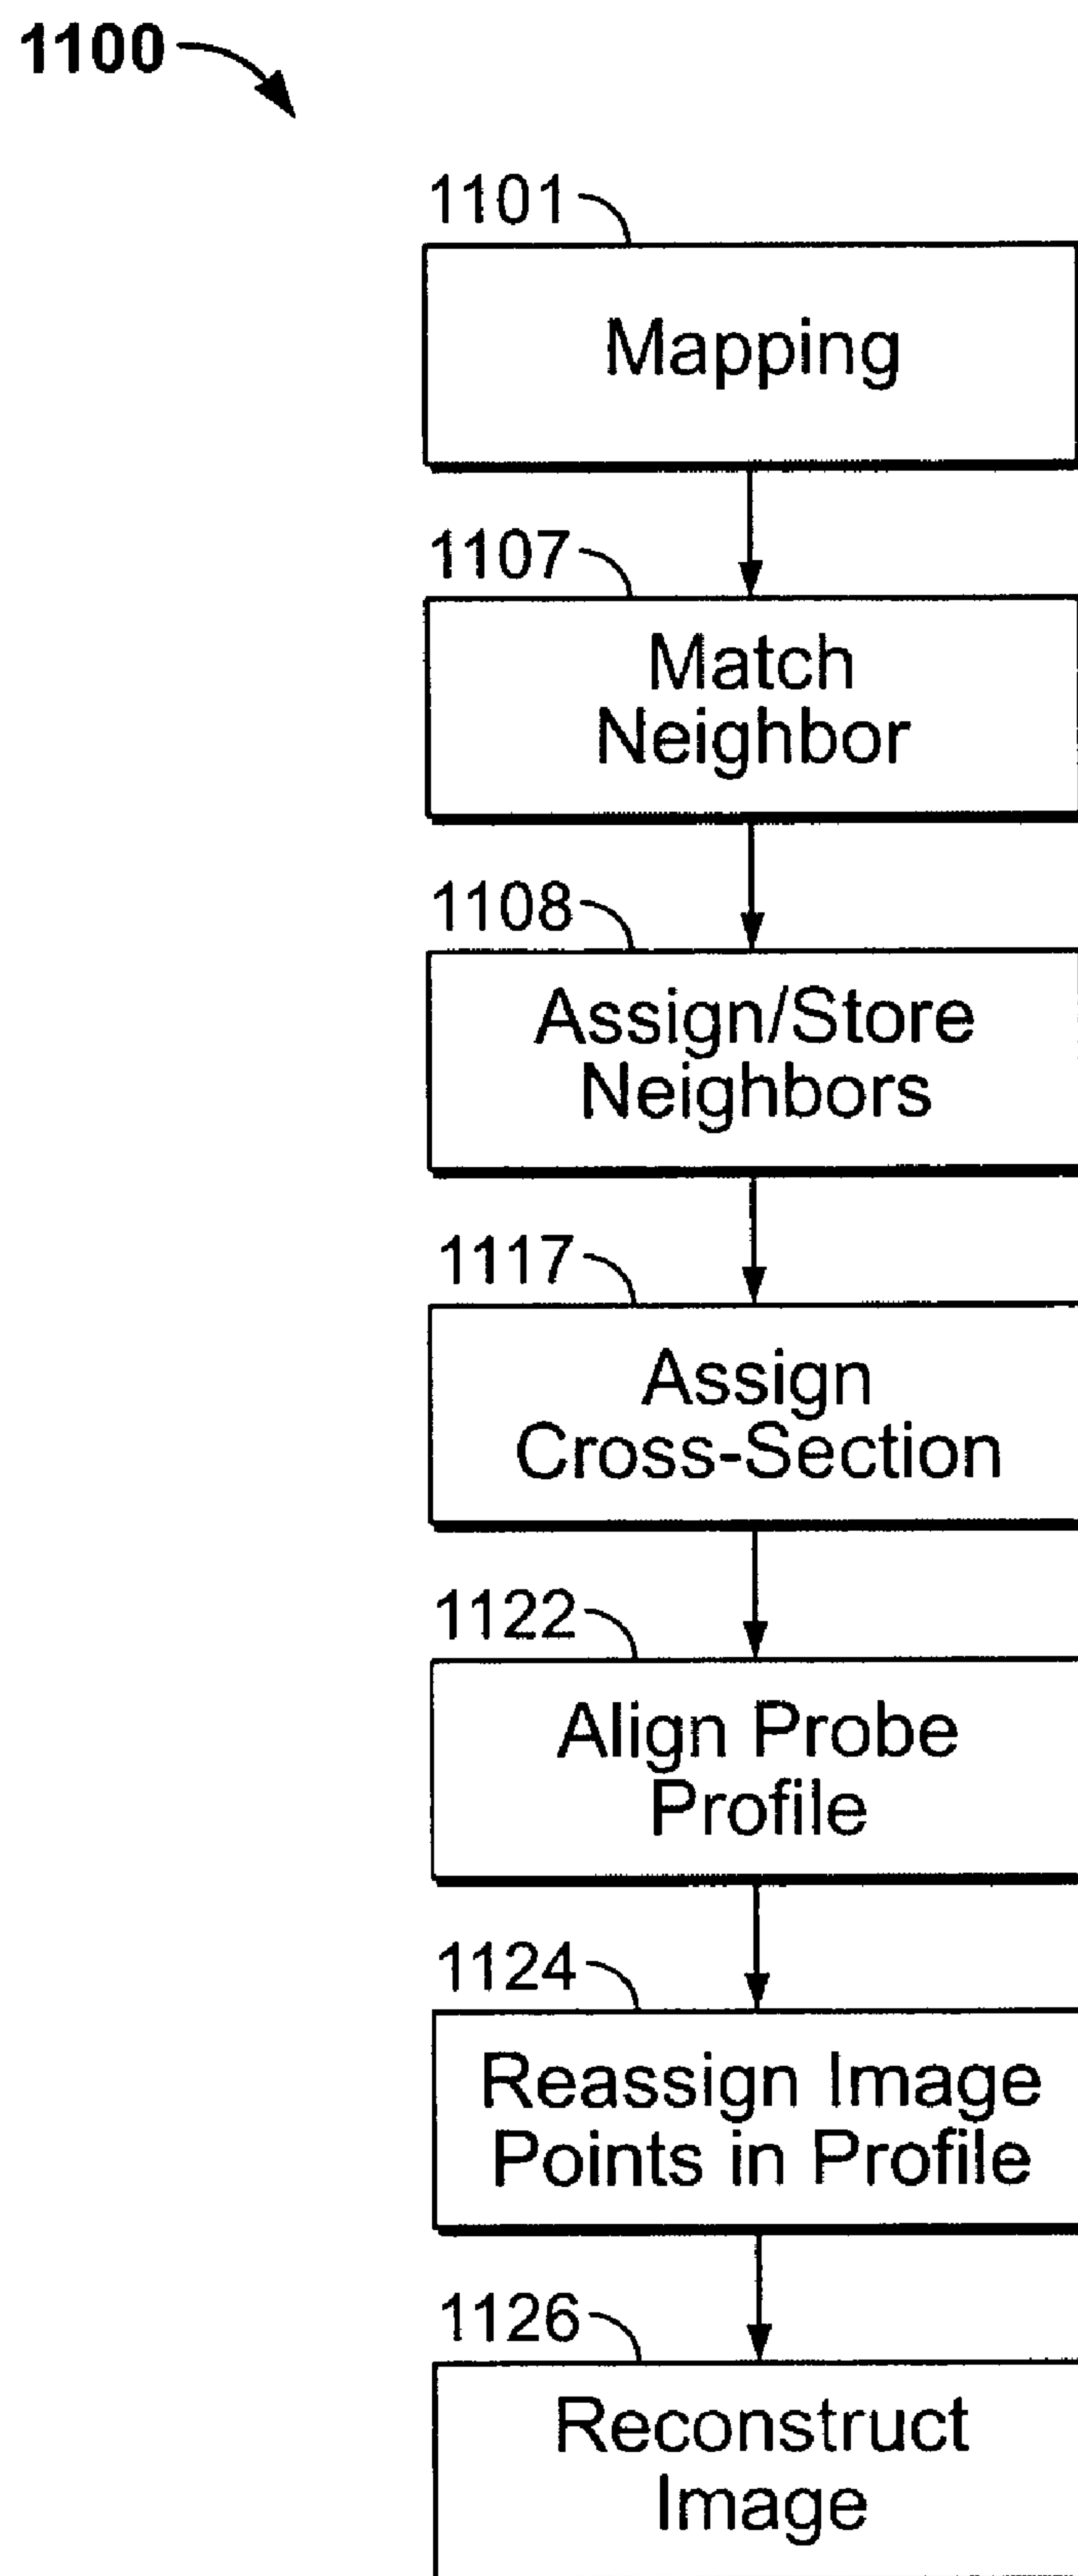 1100
1101
Mapping
1107
Match
Neighbor
1108
Assign/Store
Neighbors
1117
Assign
Cross-Section
1122
Align Probe
Profile
1124
Reassign Image
Points in Profile
1126
Reconstruct
Image